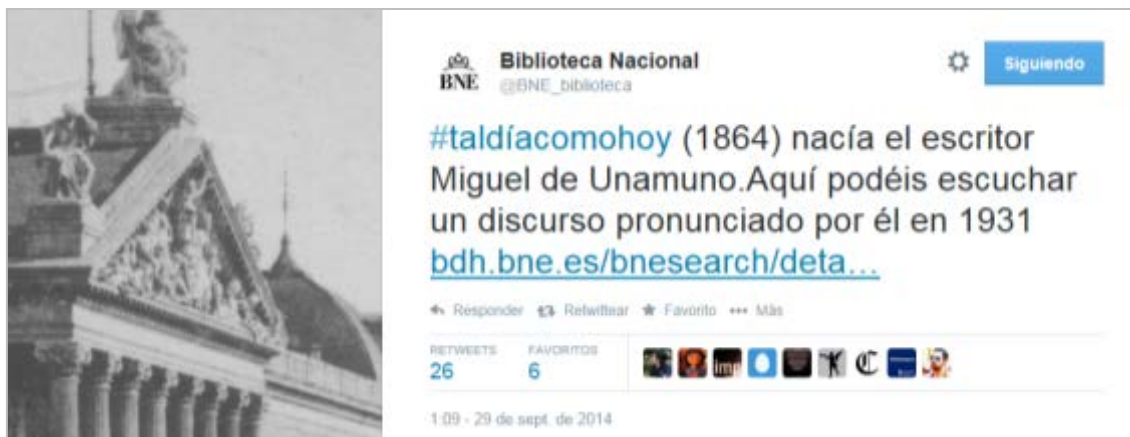 BNE
Biblioteca Nacional
@BNE_biblioteca
Siguiendo
#taldíacomohoy (1864) nacía el escritor
Miguel de Unamuno.Aquí podéis escuchar
un discurso pronunciado por él en 1931
bdh.bne.es/bnesearch/deta...
Responder Retwittear Favorito Más
RETWEETS FAVORITOS
26 6
imp C
1:09 - 29 de sept. de 2014